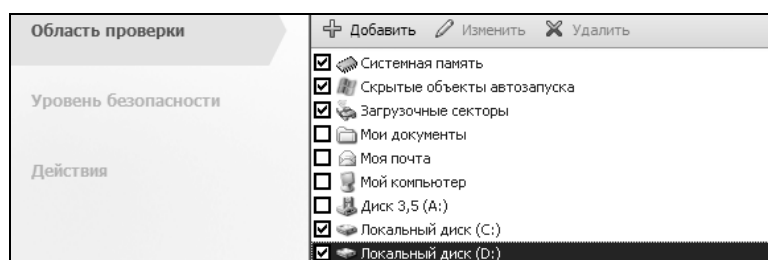 Область проверки
Уровень безопасности
Действия
Добавить Изменить Удалить
Системная память
Скрытые объекты автозапуска
Загрузочные секторы
Мои документы
Моя почта
Мой компьютер
Диск 3,5 (A:)
Локальный диск (C:)
Локальный диск (D:)